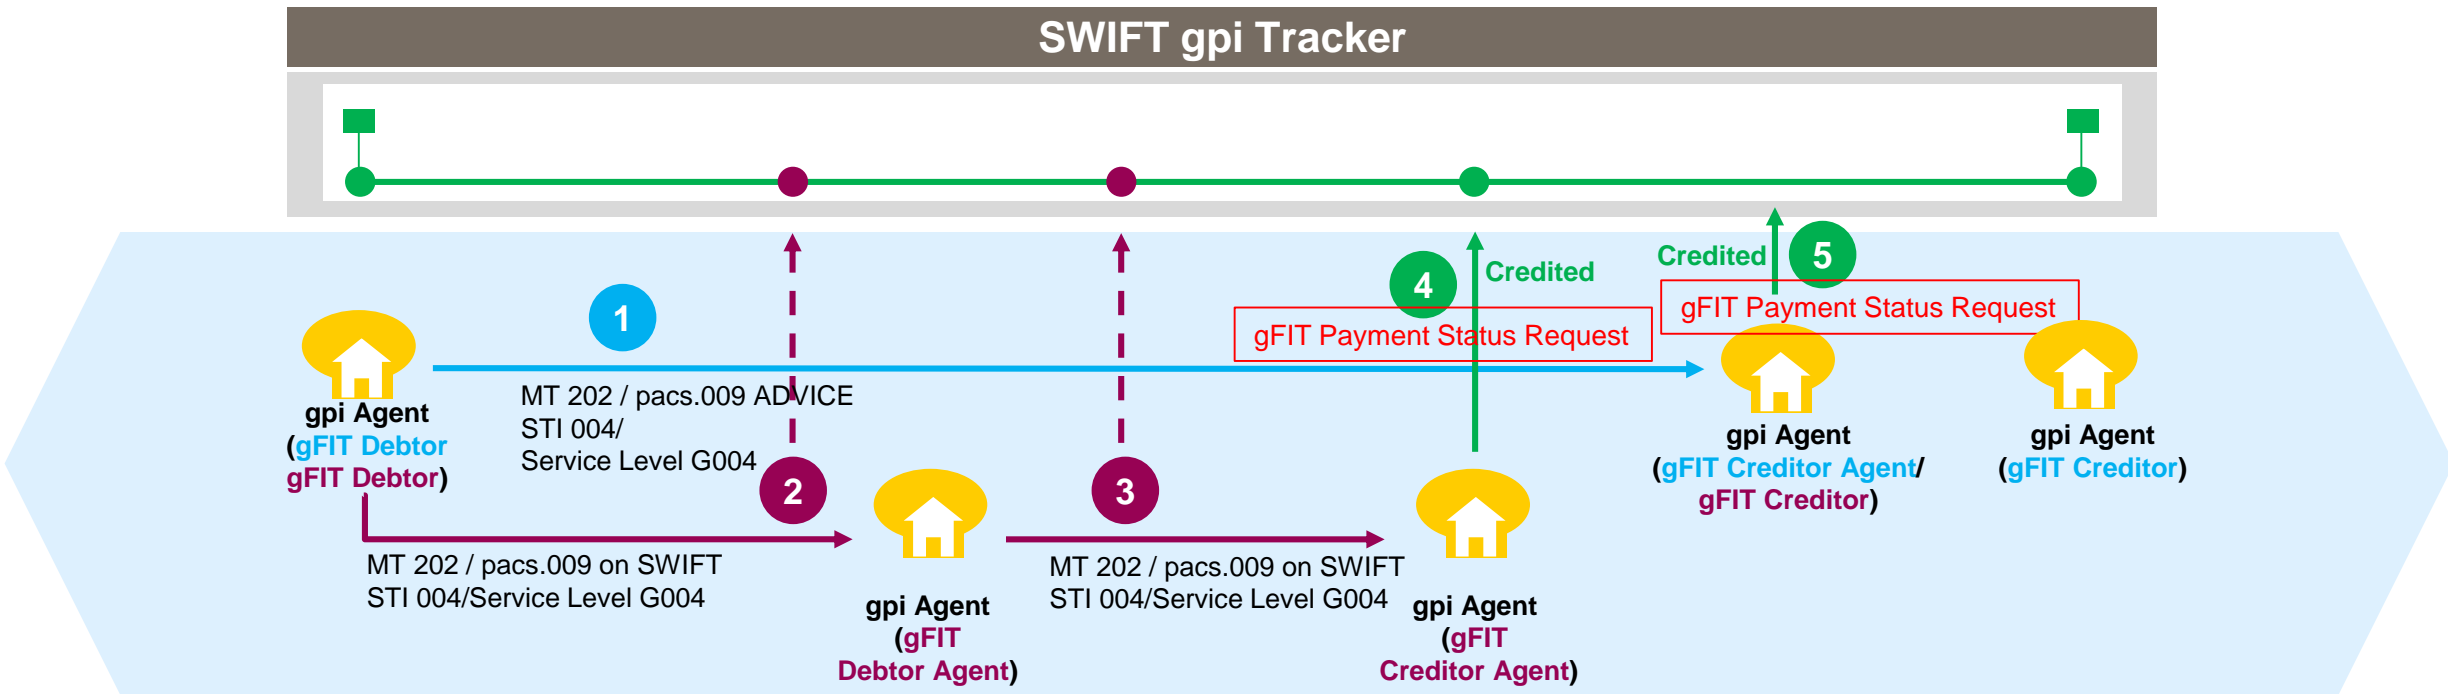 SWIFT gpi Tracker
Credited
5
4
Credited
gFIT Payment Status Request
1
gFIT Payment Status Request
MT 202 / pacs.009 ADVICE
STI 004/
Service Level G004
gpi Agent
(gFIT Debtor
gFIT Debtor)
gpi Agent
(gFIT Creditor Agent/
gFIT Creditor)
gpi Agent
(gFIT Creditor)
2
3
MT 202 / pacs.009 on SWIFT
STI 004/Service Level G004
MT 202 / pacs.009 on SWIFT
STI 004/Service Level G004
gpi Agent
(gFIT
Debtor Agent)
gpi Agent
(gFIT
Creditor Agent)